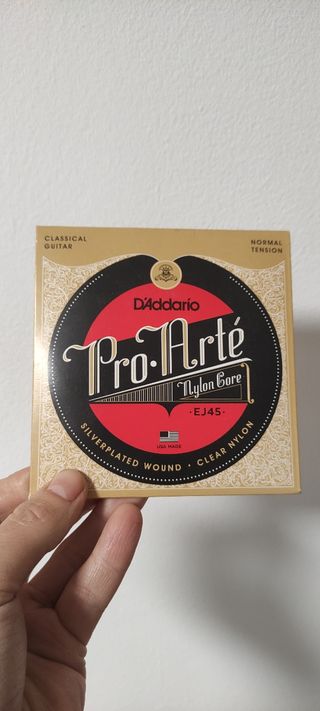 CLASSICAL
GUITAR
NORMAL
TENSION
D'Addario
Pro·Arté
Nylon Core
·EJ45·
USA MADE
SILVERPLATED WOUND · CLEAR NYLON